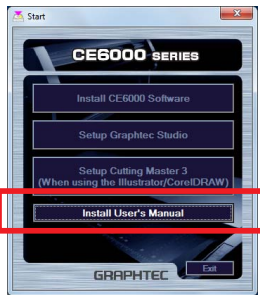 Start
CE6000 SERIES
Install CE6000 Software
Setup Graphtec Studio
Setup Cutting Master 3
(When using the Illustrator/CorelDRAW)
Install User's Manual
Exit
GRAPHTEC